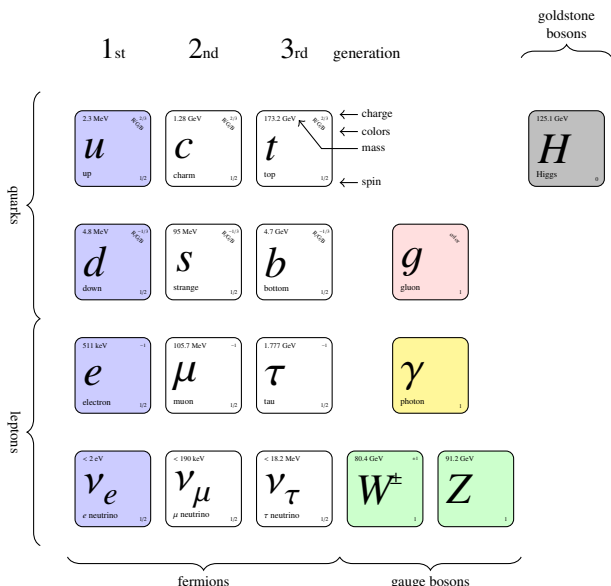 goldstone
bosons
1st 2nd 3rd generation
2.3 MeV 2/3 R/G/B
u
up 1/2
1.28 GeV 2/3 R/G/B
c
charm 1/2
173.2 GeV 2/3 R/G/B
t
top 1/2
charge
colors
mass
spin
125.1 GeV
H
Higgs 0
quarks
4.8 MeV −1/3 R/G/B
d
down 1/2
95 MeV −1/3 R/G/B
s
strange 1/2
4.7 GeV −1/3 R/G/B
b
bottom 1/2
color
g
gluon 1
leptons
511 keV −1
e
electron 1/2
105.7 MeV −1
μ
muon 1/2
1.777 GeV −1
τ
tau 1/2
γ
photon 1
< 2 eV
νe
e neutrino 1/2
< 190 keV
νμ
μ neutrino 1/2
< 18.2 MeV
ντ
τ neutrino 1/2
80.4 GeV ±1
W±
1
91.2 GeV
Z
1
fermions gauge bosons